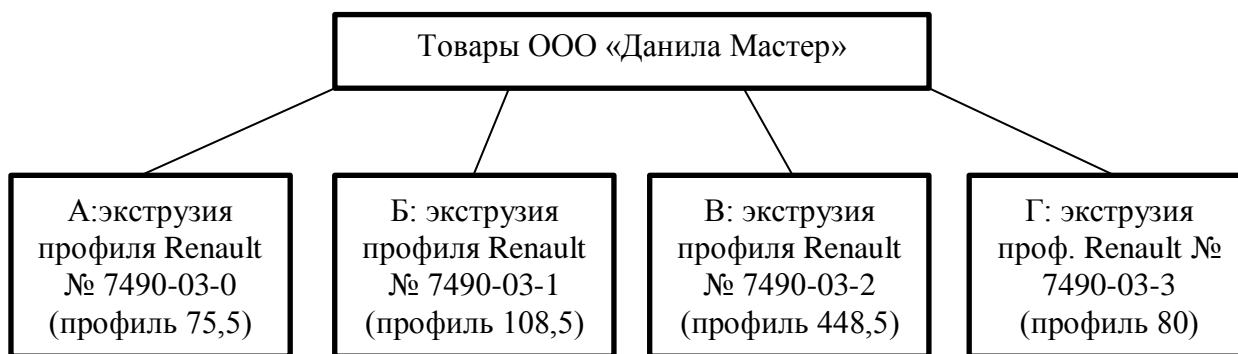 Товары ООО «Данила Мастер»
А:экструзия
профиля Renault
№ 7490-03-0
(профиль 75,5)
Б: экструзия
профиля Renault
№ 7490-03-1
(профиль 108,5)
В: экструзия
профиля Renault
№ 7490-03-2
(профиль 448,5)
Г: экструзия
проф. Renault №
7490-03-3
(профиль 80)